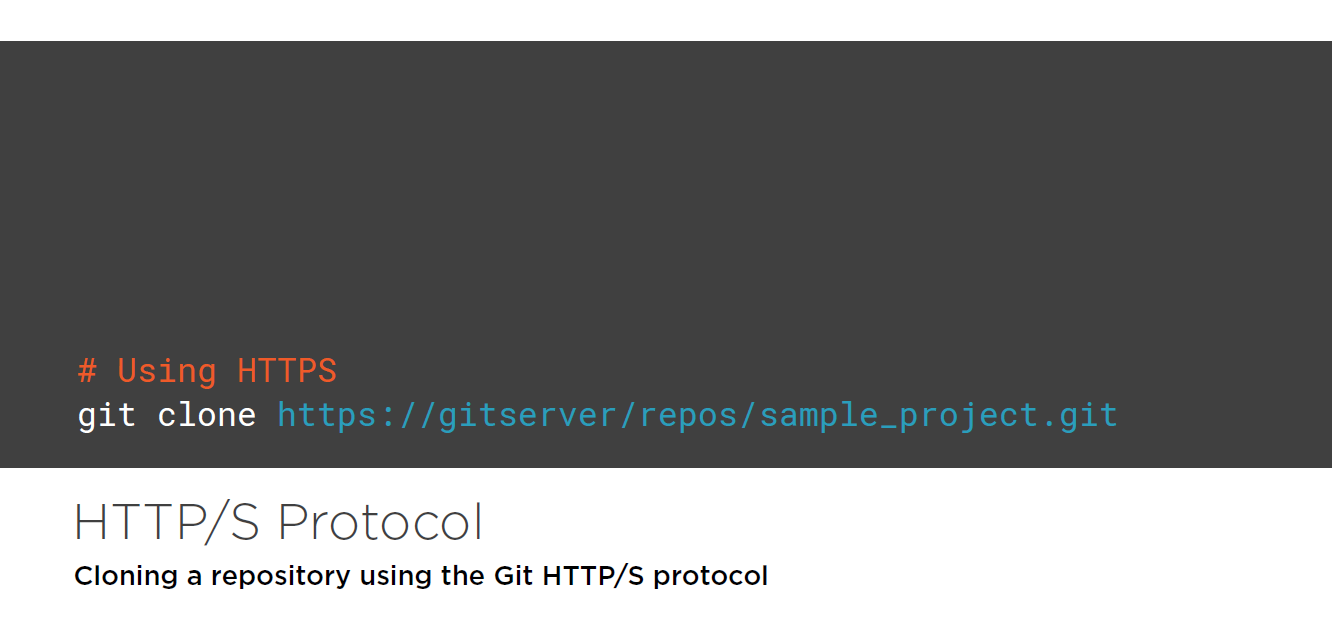 # Using HTTPS
git clone https://gitserver/repos/sample_project.git
HTTP/S Protocol
Cloning a repository using the Git HTTP/S protocol